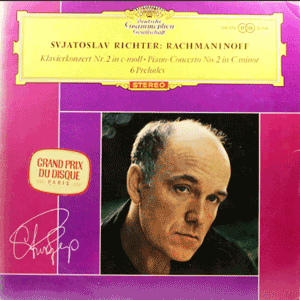 Deutsche
Grammophon
Gesellschaft
SVJATOSLAV RICHTER: RACHMANINOFF
Klavierkonzert Nr. 2 in c-moll · Piano-Concerto No. 2 in C minor
6 Preludes
STEREO
GRAND PRIX
DU DISQUE
PARIS